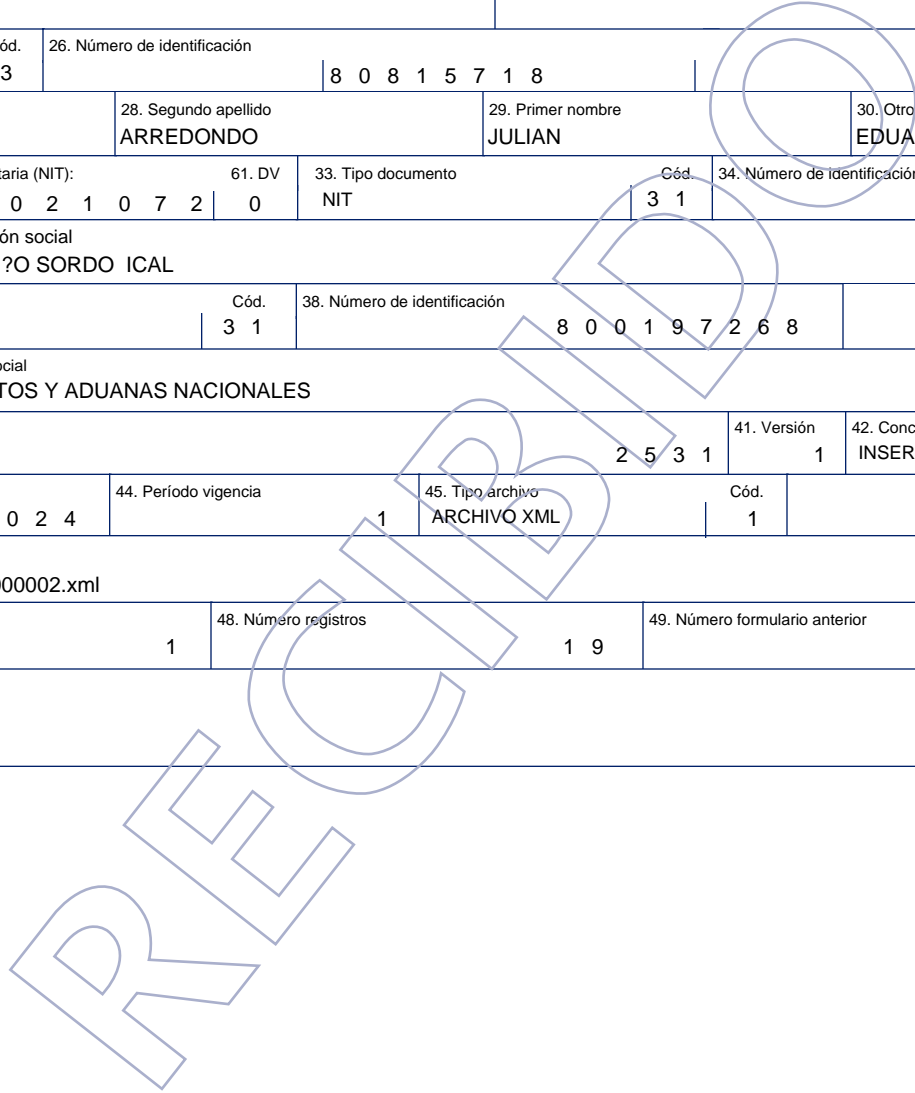 ód. 26. Número de identificación
3 8 0 8 1 5 7 1 8
28. Segundo apellido 29. Primer nombre 30. Otro
ARREDONDO JULIAN EDUA
taria (NIT): 61. DV 33. Tipo documento Cód. 34. Número de identificación
0 2 1 0 7 2 0 NIT 3 1
ón social
?O SORDO ICAL
Cód. 38. Número de identificación
3 1 8 0 0 1 9 7 2 6 8
ocial
TOS Y ADUANAS NACIONALES
41. Versión 42. Conc
2 5 3 1 1 INSER
44. Período vigencia 45. Tipo archivo Cód.
0 2 4 1 ARCHIVO XML 1
000002.xml
48. Número registros 49. Número formulario anterior
1 1 9
RECIBIDO